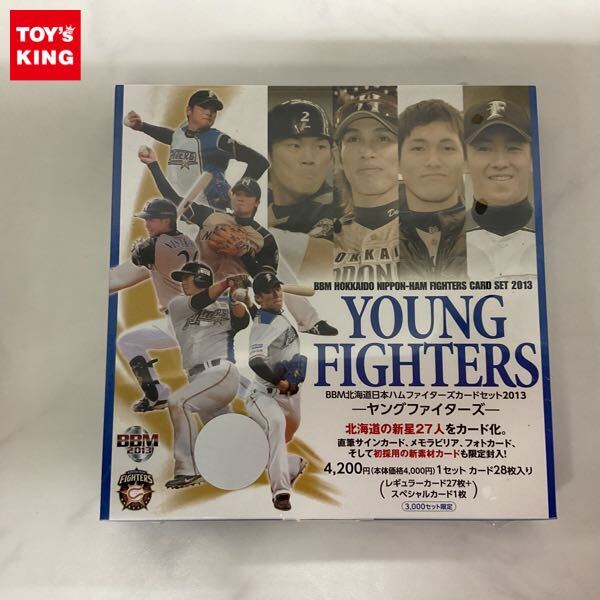 TOY'S
KING
BBM HOKKAIDO NIPPON-HAM FIGHTERS CARD SET 2013
YOUNG
FIGHTERS
BBM北海道日本ハムファイターズカードセット2013
―ヤングファイターズ―
北海道の新星27人をカード化。
直筆サインカード、メモラビリア、フォトカード、
そして初採用の新素材カードも限定封入!
4,200円(本体価格4,000円)1セット カード28枚入り
(レギュラーカード27枚+
スペシャルカード1枚)
3,000セット限定
BBM
2013
FIGHTERS